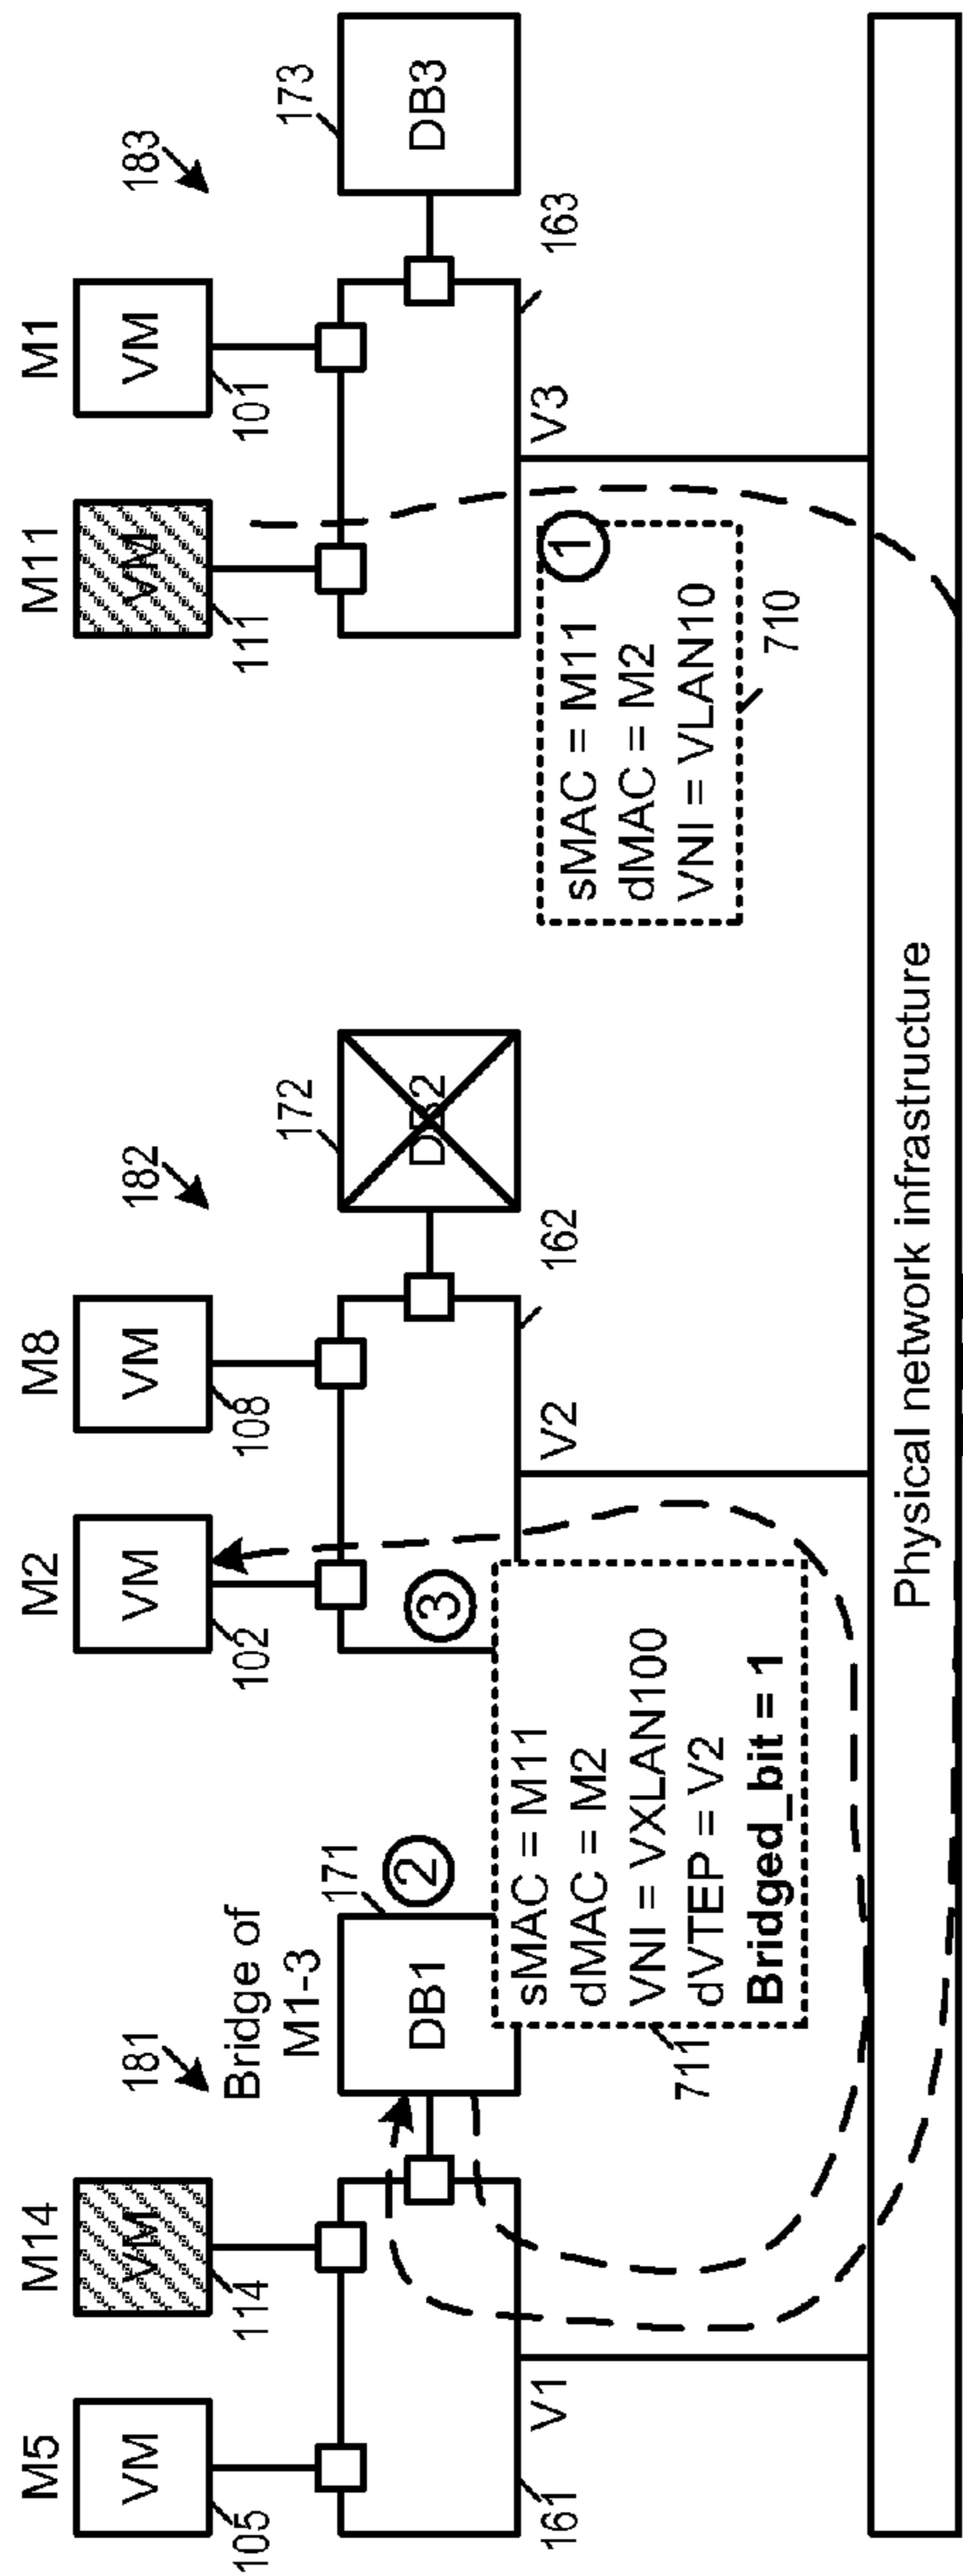 181
182
183
M5
M14
M2
M8
M11
M1
VM
VM
VM
VM
VM
VM
105
114
102
108
111
101
Bridge of
M1-3
171
172
173
DB1
DB2
DB3
2
3
161
V1
V2
162
V3
163
711
sMAC = M11
dMAC = M2
VNI = VXLAN100
dVTEP = V2
Bridged_bit = 1
1
sMAC = M11
dMAC = M2
VNI = VLAN10
710
Physical network infrastructure